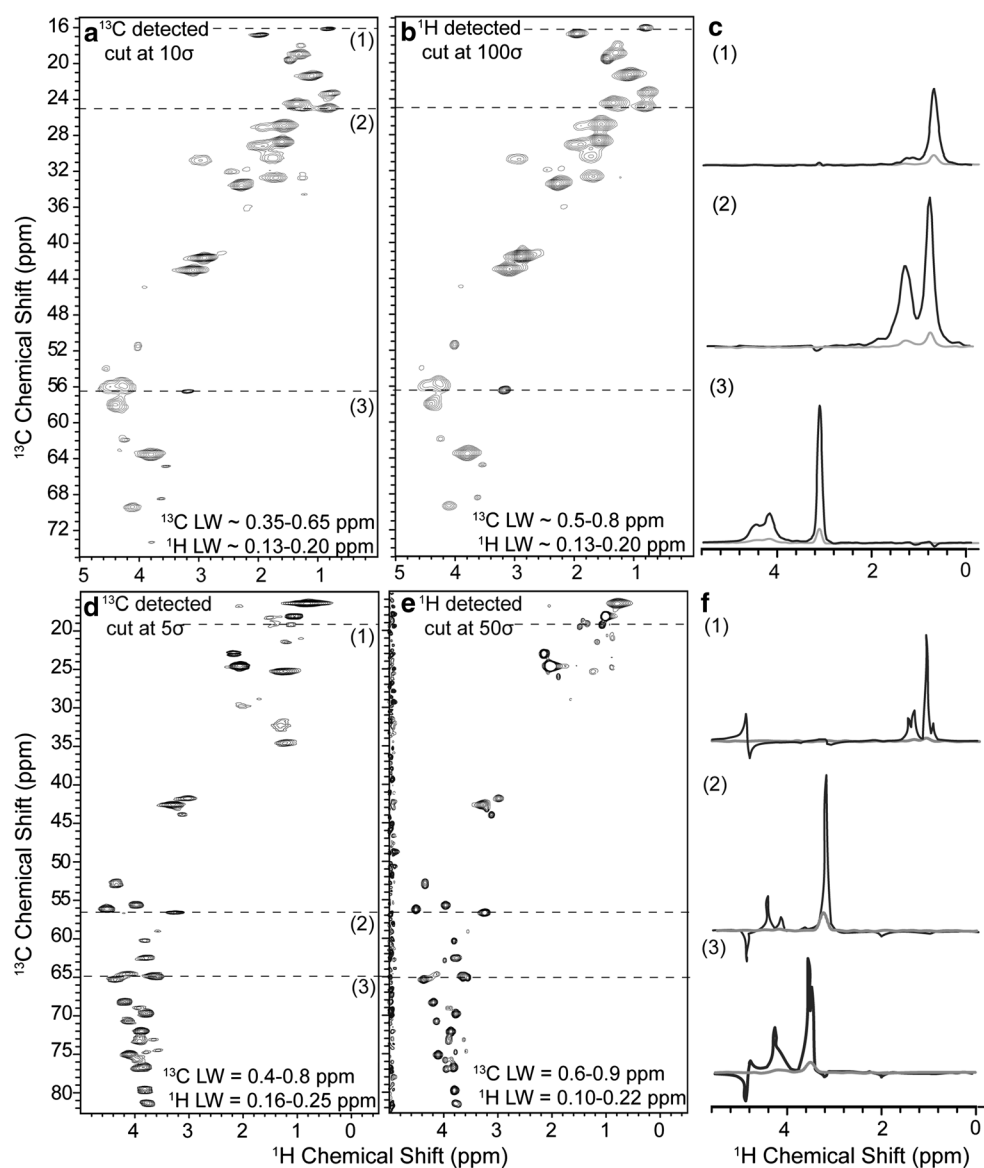 a ¹³C detected
cut at 10σ
(1)
(2)
(3)
¹³C LW ~ 0.35-0.65 ppm
¹H LW ~ 0.13-0.20 ppm
16
20
24
28
32
36
40
44
48
52
56
60
64
68
72
¹³C Chemical Shift (ppm)
5 4 3 2 1
b ¹H detected
cut at 100σ
¹³C LW ~ 0.5-0.8 ppm
¹H LW ~ 0.13-0.20 ppm
5 4 3 2 1 0
c
(1)
(2)
(3)
4 2 0
d ¹³C detected
cut at 5σ
(1)
(2)
(3)
¹³C LW = 0.4-0.8 ppm
¹H LW = 0.16-0.25 ppm
20
25
30
35
40
45
50
55
60
65
70
75
80
¹³C Chemical Shift (ppm)
4 3 2 1 0
e ¹H detected
cut at 50σ
¹³C LW = 0.6-0.9 ppm
¹H LW = 0.10-0.22 ppm
4 3 2 1 0
¹H Chemical Shift (ppm)
f
(1)
(2)
(3)
4 2 0
¹H Chemical Shift (ppm)